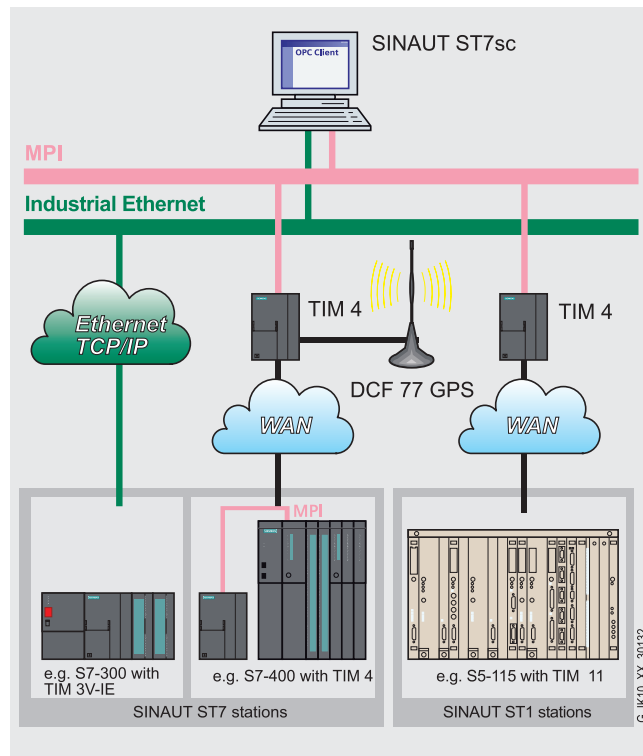 SINAUT ST7sc
OPC Client
MPI
Industrial Ethernet
Ethernet
TCP/IP
TIM 4
TIM 4
DCF 77 GPS
WAN
WAN
MPI
e.g. S7-300 with
TIM 3V-IE
e.g. S7-400 with TIM 4
e.g. S5-115 with TIM 11
SINAUT ST7 stations
SINAUT ST1 stations
G_IK10_XX_30132